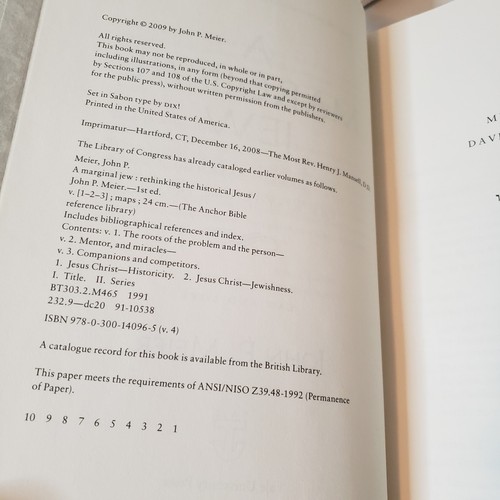 Copyright © 2009 by John P. Meier.
All rights reserved.
This book may not be reproduced, in whole or in part,
including illustrations, in any form (beyond that copying permitted
by Sections 107 and 108 of the U.S. Copyright Law and except by reviewers
for the public press), without written permission from the publishers.
Set in Sabon type by DIX!
Printed in the United States of America.
Imprimatur—Hartford, CT, December 16, 2008—The Most Rev. Henry J. Mansell, D.D.
The Library of Congress has already cataloged earlier volumes as follows.
Meier, John P.
A marginal jew : rethinking the historical Jesus /
John P. Meier.—1st ed.
v. [1–2–3] ; maps ; 24 cm.—(The Anchor Bible
reference library)
Includes bibliographical references and index.
Contents: v. 1. The roots of the problem and the person—
v. 2. Mentor, and miracles—
v. 3. Companions and competitors.
1. Jesus Christ—Historicity. 2. Jesus Christ—Jewishness.
I. Title. II. Series
BT303.2.M465 1991
232.9—dc20 91-10538
ISBN 978-0-300-14096-5 (v. 4)
A catalogue record for this book is available from the British Library.
This paper meets the requirements of ANSI/NISO Z39.48-1992 (Permanence
of Paper).
10 9 8 7 6 5 4 3 2 1
M
DAV